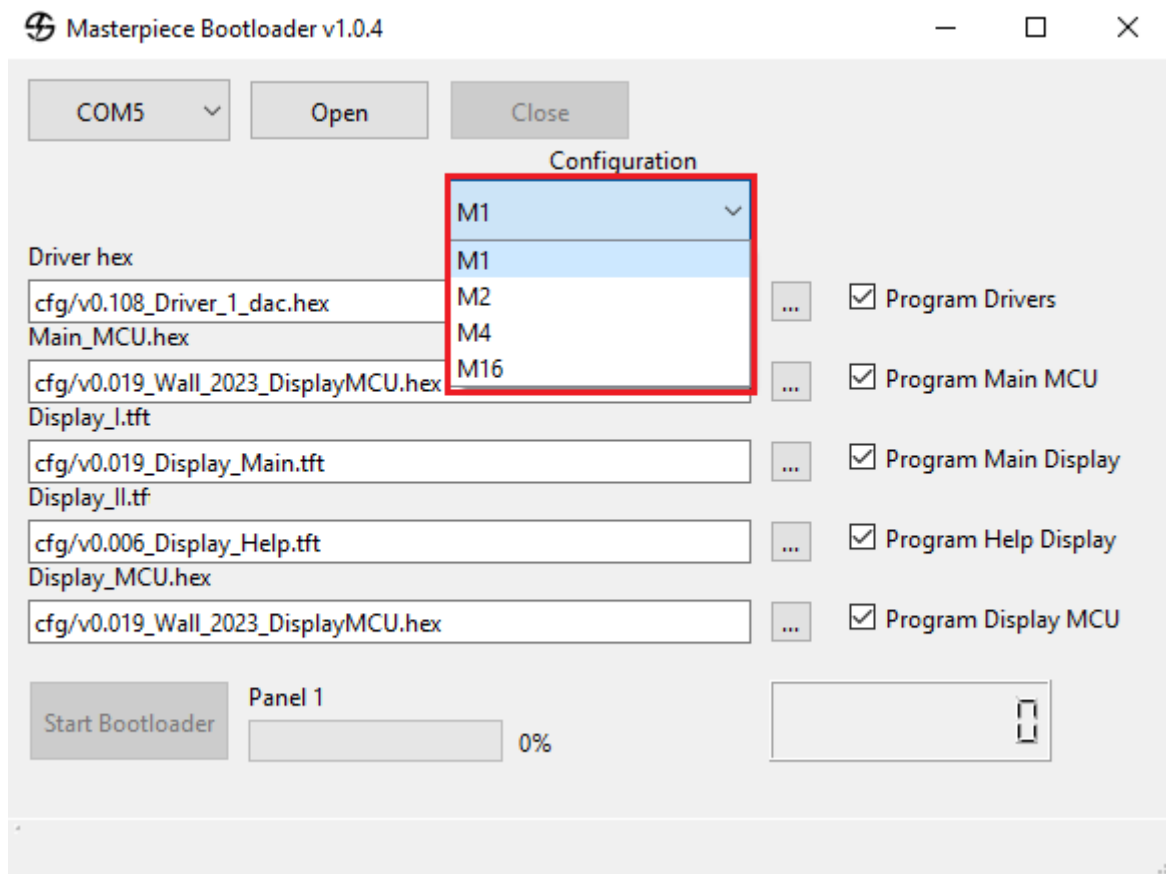 Masterpiece Bootloader v1.0.4
COM5
Open
Close
Configuration
M1
M1
M2
M4
M16
Driver hex
cfg/v0.108_Driver_1_dac.hex
...
Program Drivers
Main_MCU.hex
cfg/v0.019_Wall_2023_DisplayMCU.hex
...
Program Main MCU
Display_I.tft
cfg/v0.019_Display_Main.tft
...
Program Main Display
Display_II.tf
cfg/v0.006_Display_Help.tft
...
Program Help Display
Display_MCU.hex
cfg/v0.019_Wall_2023_DisplayMCU.hex
...
Program Display MCU
Start Bootloader
Panel 1
0%
0